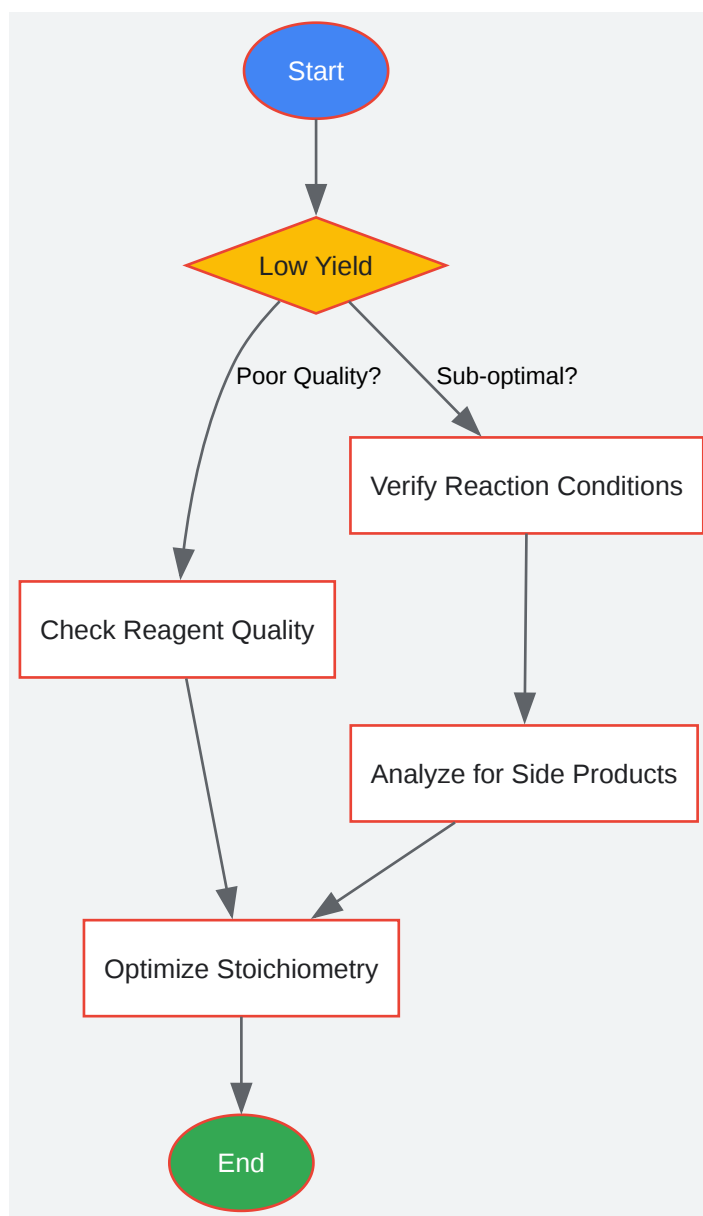 Start
Low Yield
Poor Quality?
Sub-optimal?
Verify Reaction Conditions
Check Reagent Quality
Analyze for Side Products
Optimize Stoichiometry
End